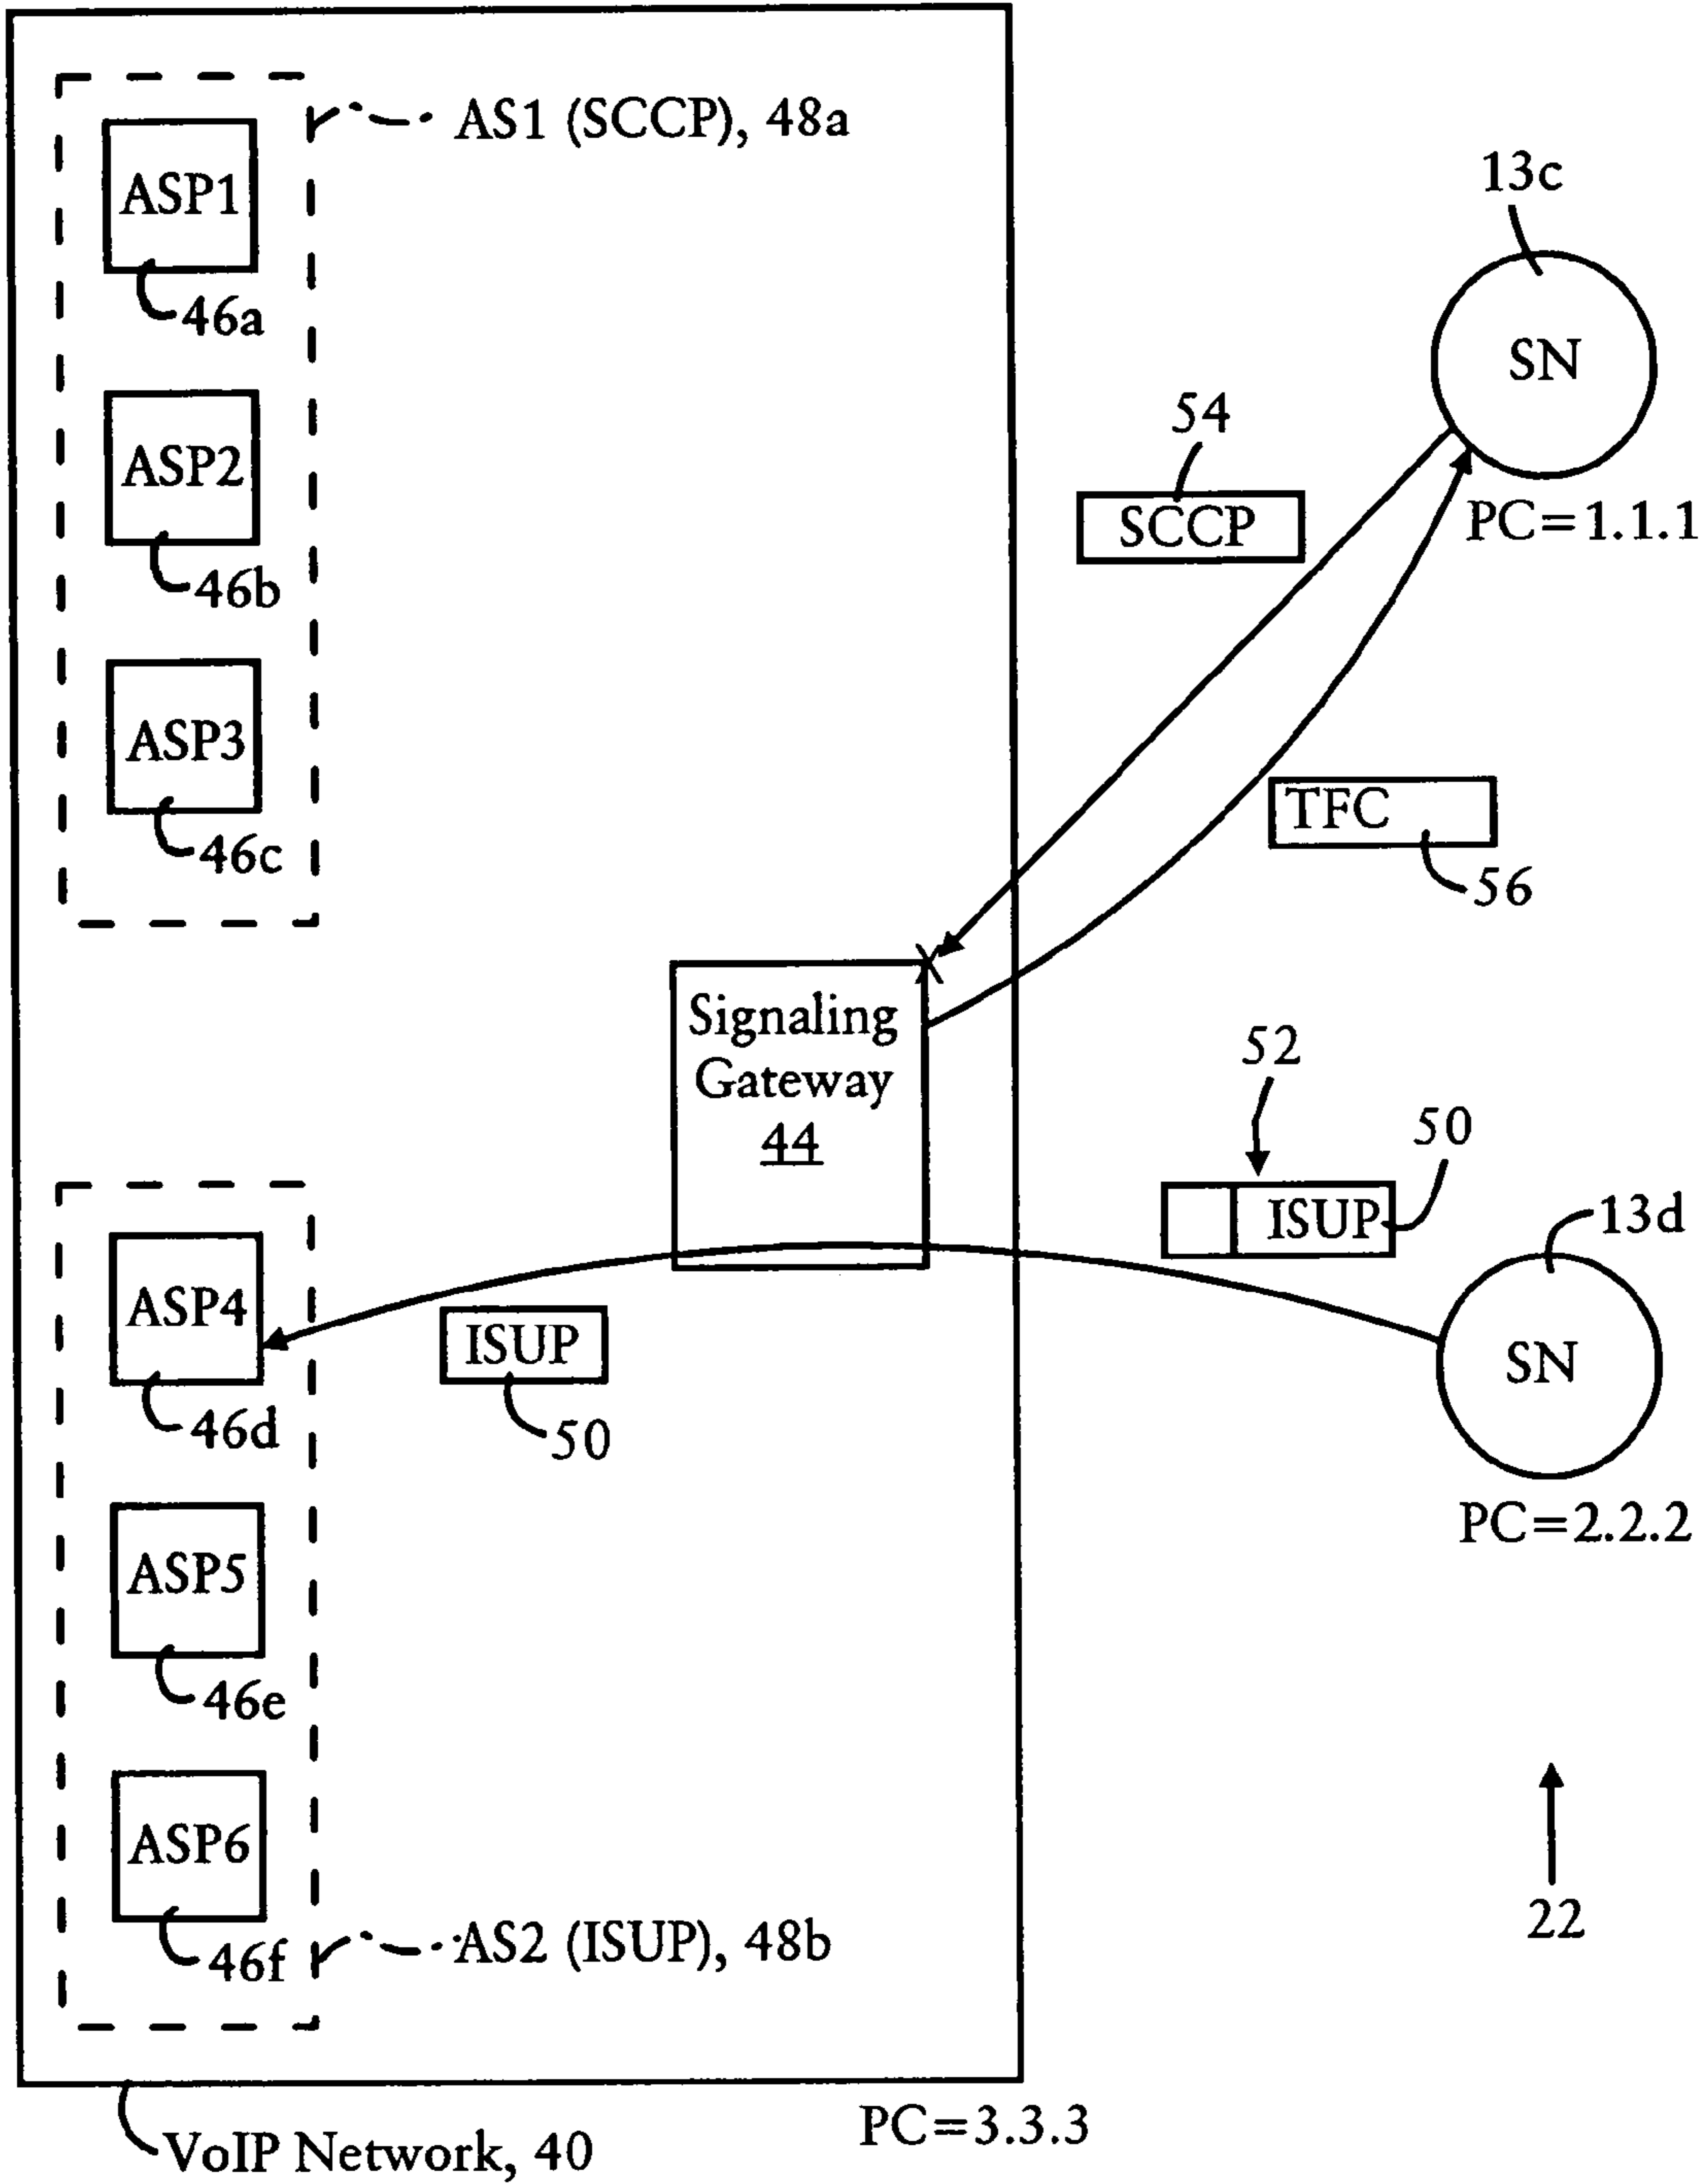 AS1 (SCCP), 48a
ASP1
46a
ASP2
46b
ASP3
46c
13c
SN
PC=1.1.1
54
SCCP
TFC
56
Signaling
Gateway
44
52
50
ISUP
13d
SN
PC=2.2.2
ASP4
46d
ISUP
50
ASP5
46e
ASP6
46f
AS2 (ISUP), 48b
22
PC=3.3.3
VoIP Network, 40